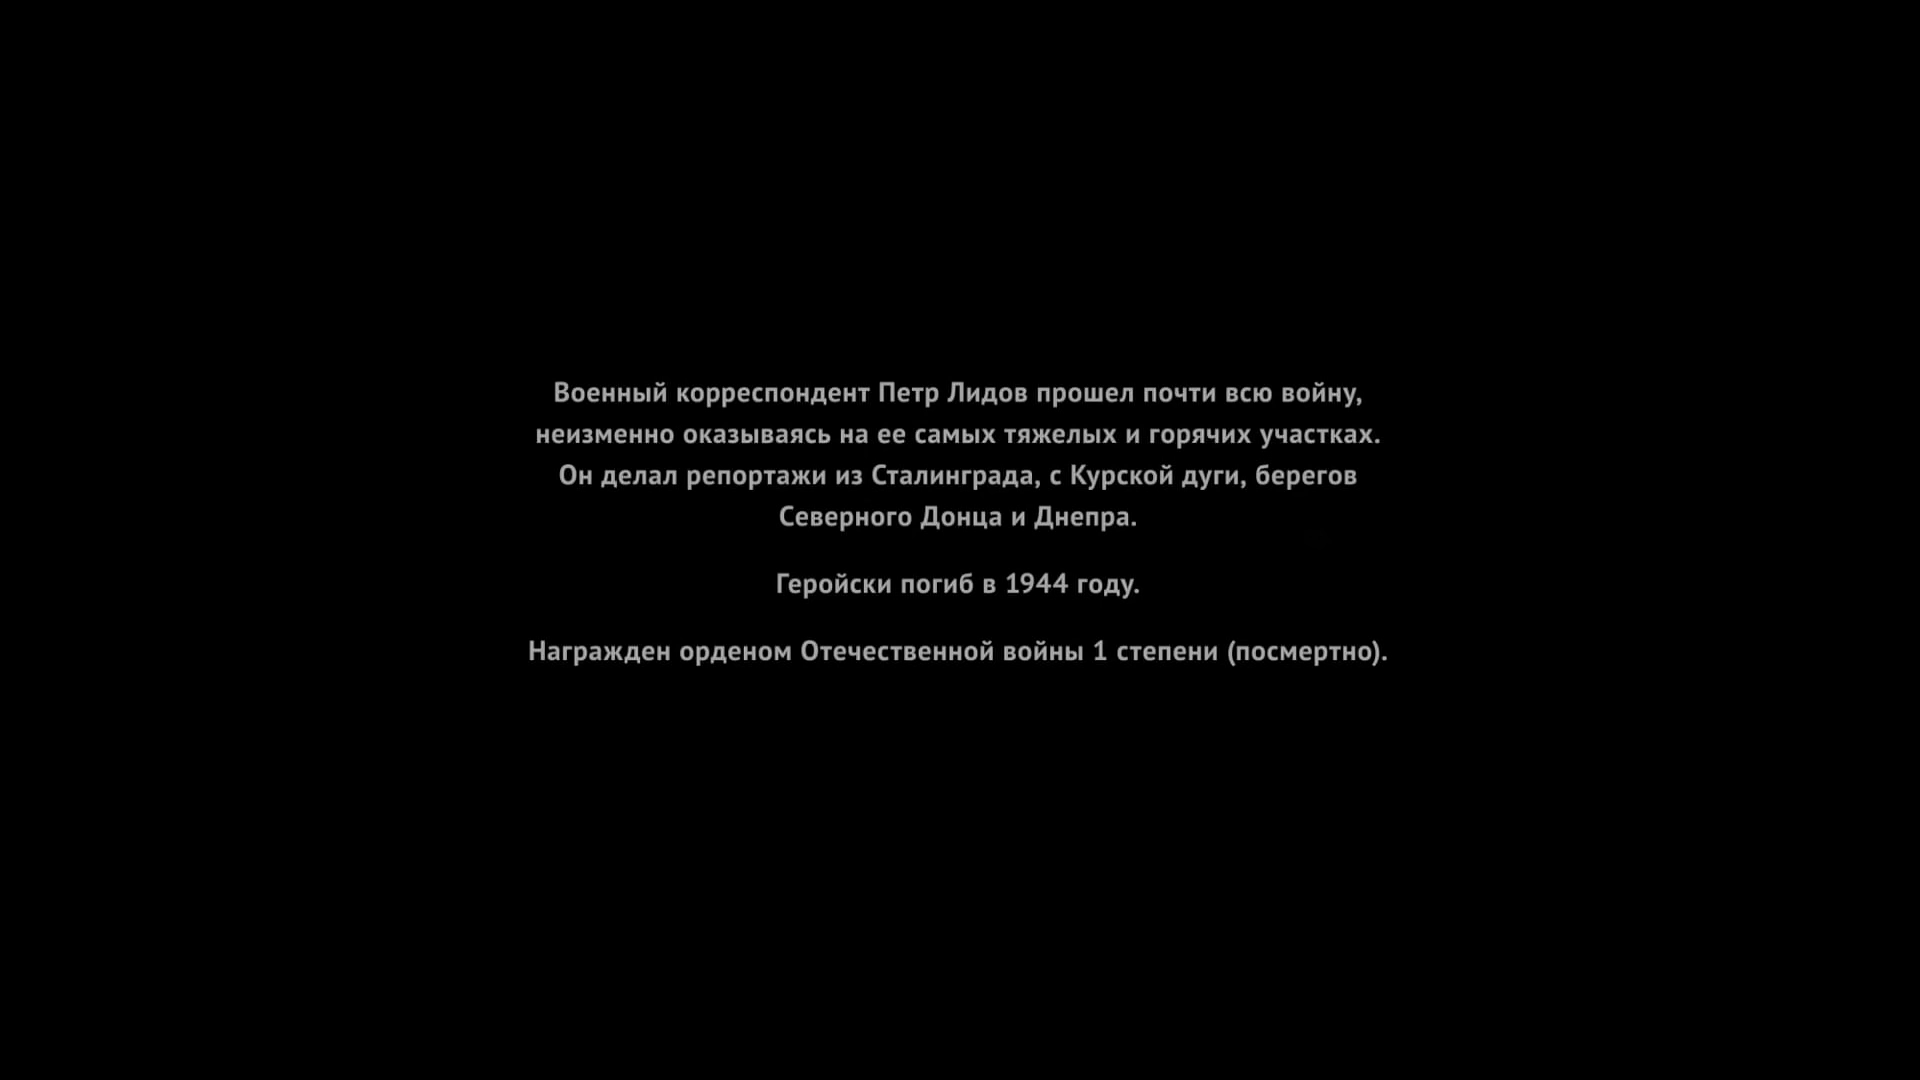 Военный корреспондент Петр Лидов прошел почти всю войну,
неизменно оказываясь на ее самых тяжелых и горячих участках.
Он делал репортажи из Сталинграда, с Курской дуги, берегов
Северного Донца и Днепра.
Геройски погиб в 1944 году.
Награжден орденом Отечественной войны 1 степени (посмертно).